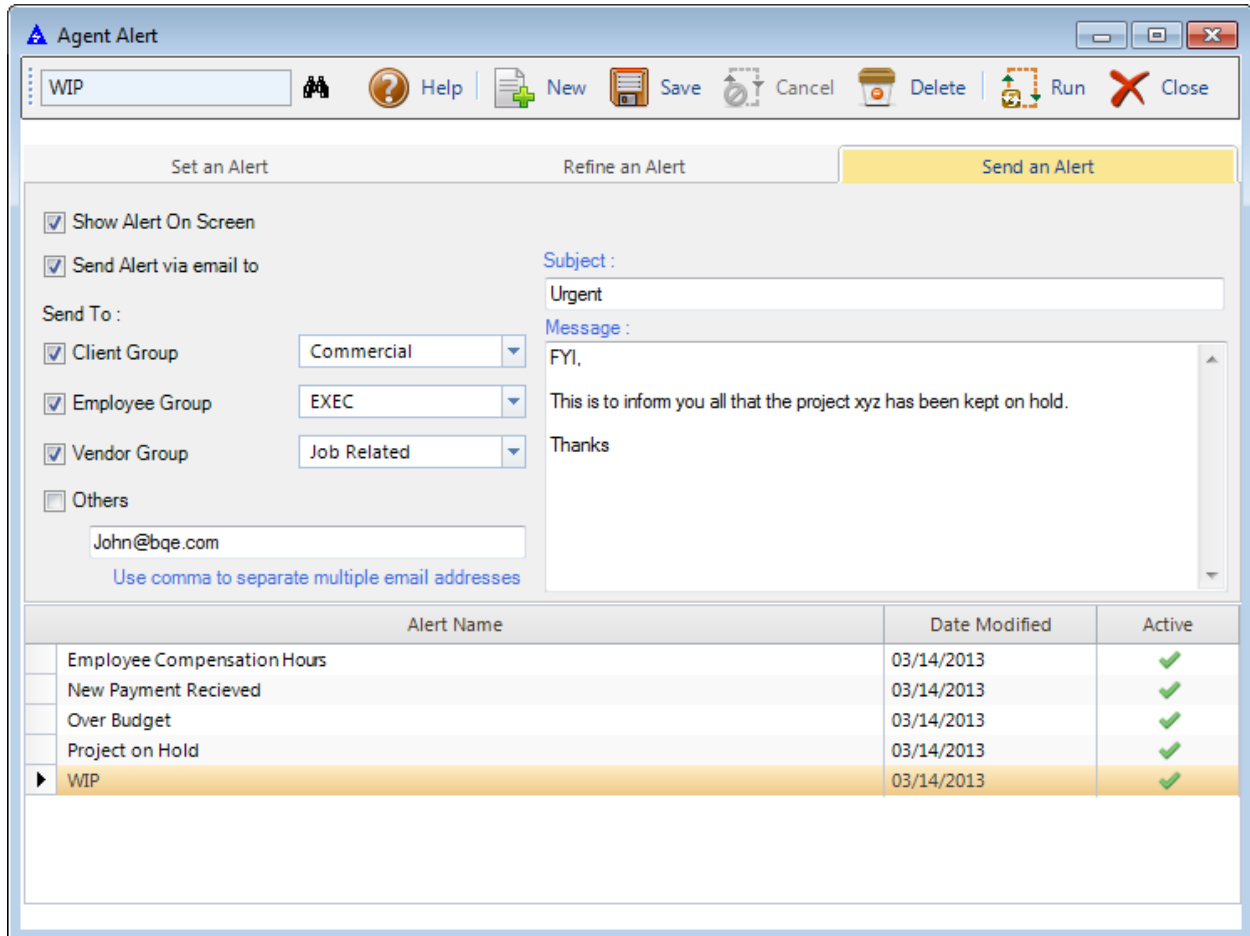 Agent Alert
WIP Help New Save Cancel Delete Run Close
Set an Alert Refine an Alert Send an Alert
Show Alert On Screen
Send Alert via email to
Subject :
Urgent
Send To :
Message :
Client Group Commercial
FYI,
Employee Group EXEC
This is to inform you all that the project xyz has been kept on hold.
Vendor Group Job Related
Thanks
Others
John@bqe.com
Use comma to separate multiple email addresses
Alert Name Date Modified Active
Employee Compensation Hours 03/14/2013
New Payment Recieved 03/14/2013
Over Budget 03/14/2013
Project on Hold 03/14/2013
WIP 03/14/2013